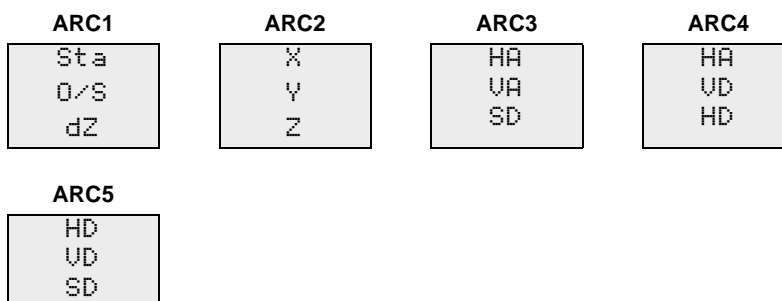 ARC1 ARC2 ARC3 ARC4
Sta X HA HA
O/S Y VA VD
dZ Z SD HD
ARC5
HD
VD
SD